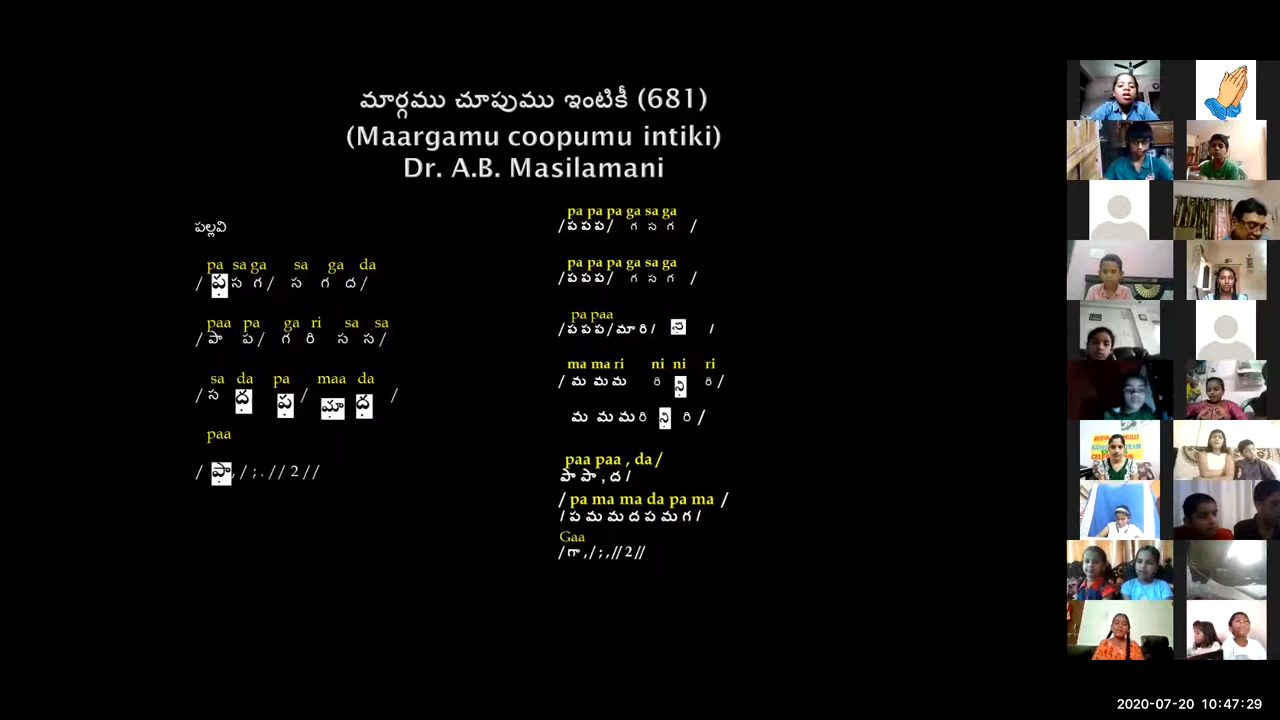 మార్గము చూపుము ఇంటికీ (681)
(Maargamu coopumu intiki)
Dr. A.B. Masilamani
పల్లవి
pa sa ga sa ga da
/ ప̣ స గ / స గ ద /
paa pa ga ri sa sa
/ పా ప / గ రి స స /
sa da pa maa da
/ స ద̣ ప̣ / మా̣ ద̣ /
paa
/ పా̣ , / ; . // 2 //
pa pa pa ga sa ga
/ ప ప ప / గ స గ /
pa pa pa ga sa ga
/ ప ప ప / గ స గ /
pa paa
/ ప ప ప / మా రి / ని̣ /
ma ma ri ni ni ri
/ మ మ మ రి ని̣ రి /
మ మ మ రి ని̣ రి /
paa paa , da /
పా పా , ద /
/ pa ma ma da pa ma /
/ ప మ మ ద ప మ గ /
Gaa
/ గా , / ; , // 2 //
2020-07-20 10:47:29